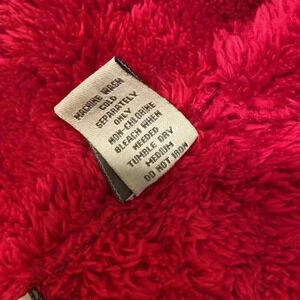 MACHINE WASH
COLD
SEPARATELY
ONLY
NON-CHLORINE
BLEACH WHEN
NEEDED
TUMBLE DRY
MEDIUM
DO NOT IRON